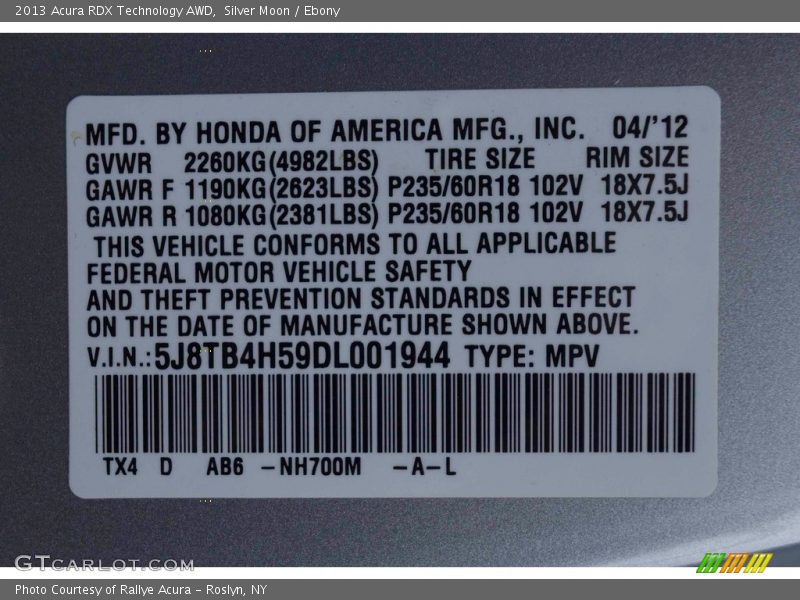 2013 Acura RDX Technology AWD,  Silver Moon / Ebony
MFD. BY HONDA OF AMERICA MFG., INC. 04/'12
GVWR 2260KG(4982LBS) TIRE SIZE RIM SIZE
GAWR F 1190KG(2623LBS) P235/60R18 102V 18X7.5J
GAWR R 1080KG(2381LBS) P235/60R18 102V 18X7.5J
THIS VEHICLE CONFORMS TO ALL APPLICABLE
FEDERAL MOTOR VEHICLE SAFETY
AND THEFT PREVENTION STANDARDS IN EFFECT
ON THE DATE OF MANUFACTURE SHOWN ABOVE.
V.I.N.:5J8TB4H59DL001944 TYPE: MPV
TX4 D AB6 -NH700M -A-L
GTCARLOT.COM
Photo Courtesy of Rallye Acura - Roslyn, NY